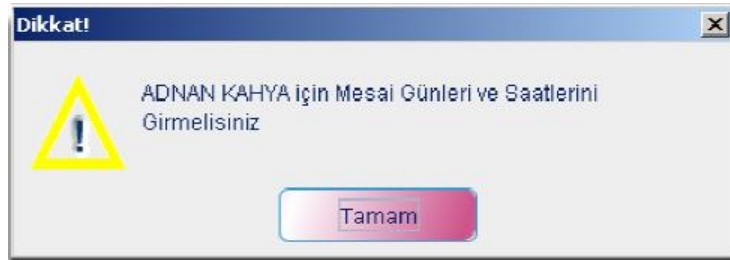 Dikkat!
ADNAN KAHYA için Mesai Günleri ve Saatlerini
Girmelisiniz
Tamam